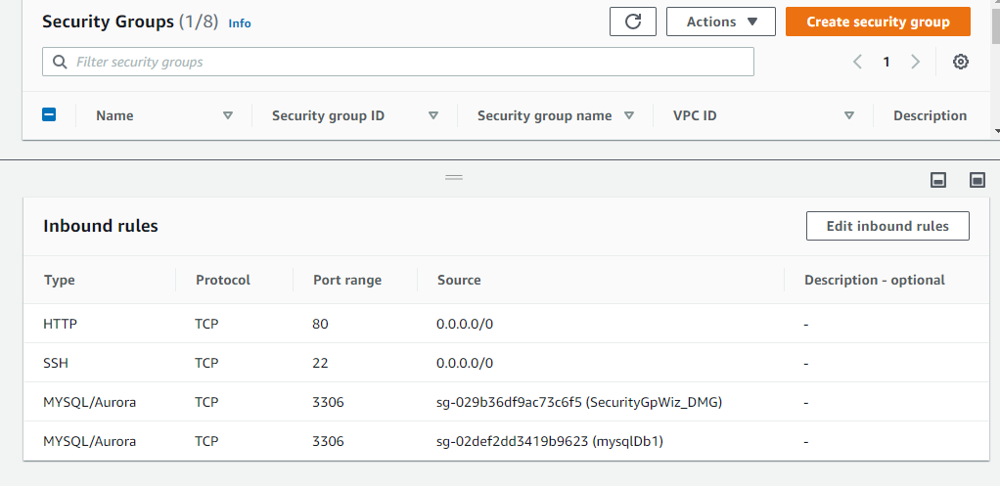 Security Groups (1/8) Info
Actions
Create security group
Filter security groups
1
Name Security group ID Security group name VPC ID Description
Inbound rules
Edit inbound rules
Type Protocol Port range Source Description - optional
HTTP TCP 80 0.0.0.0/0 -
SSH TCP 22 0.0.0.0/0 -
MYSQL/Aurora TCP 3306 sg-029b36df9ac73c6f5 (SecurityGpWiz_DMG) -
MYSQL/Aurora TCP 3306 sg-02def2dd3419b9623 (mysqlDb1) -